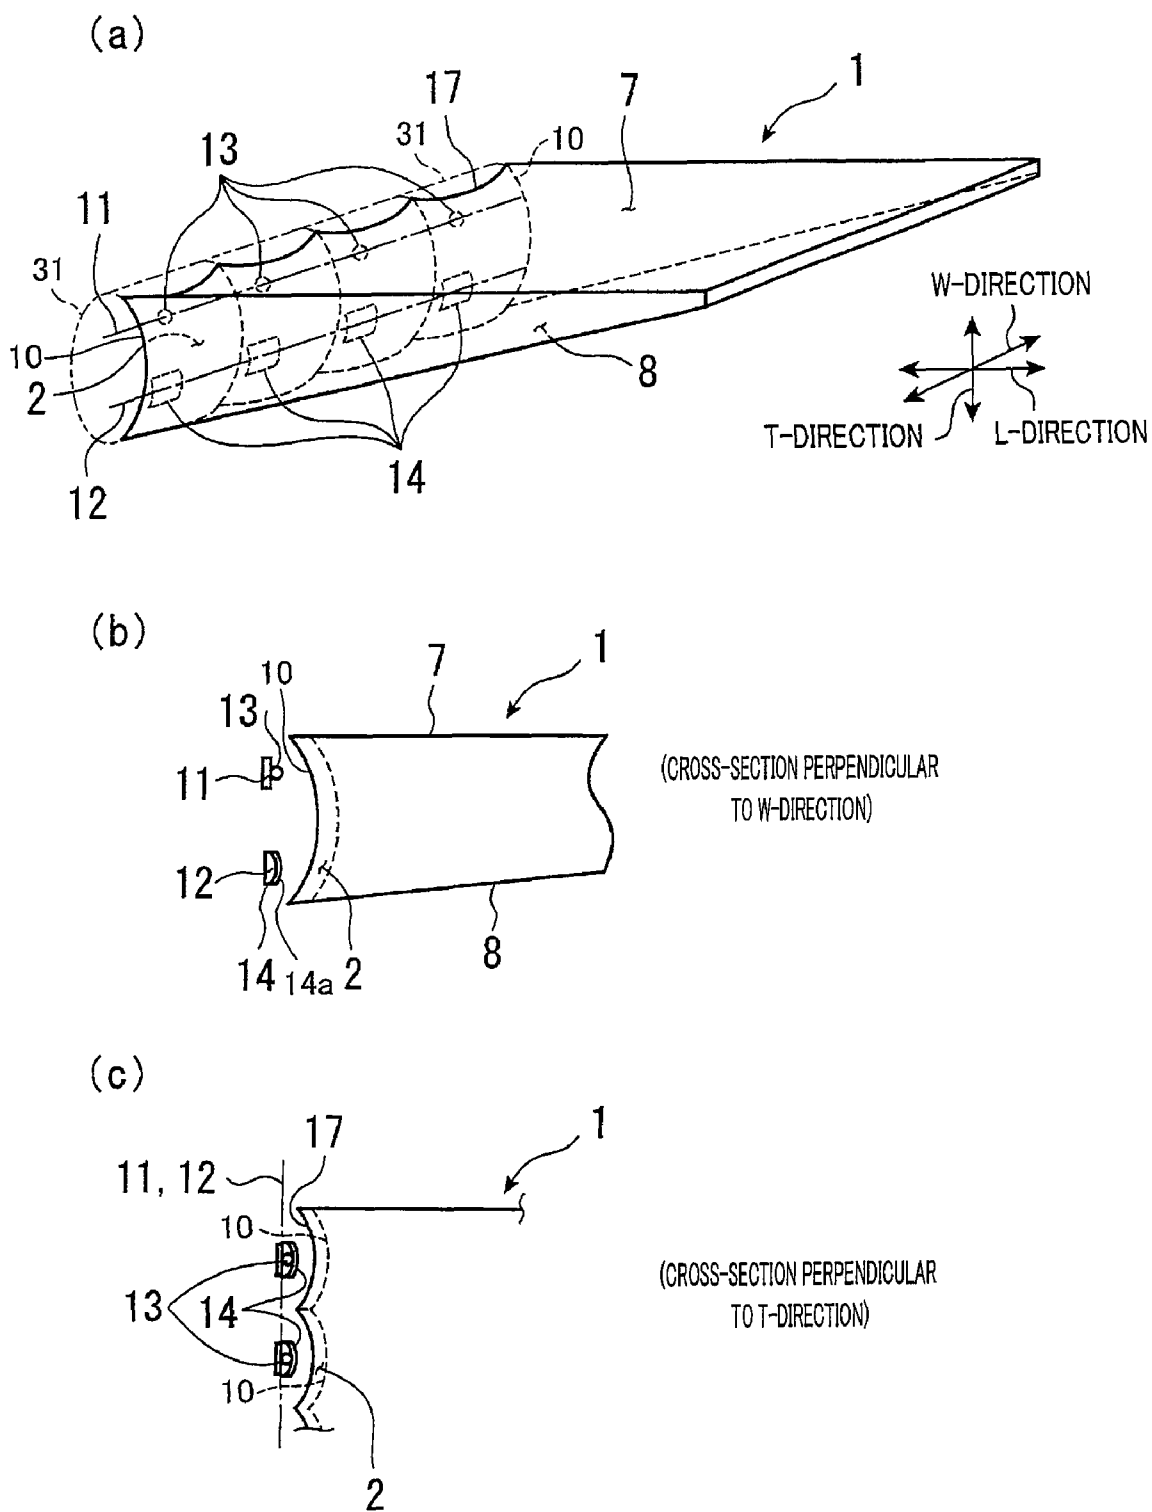 (a)
1
7
17
31
10
13
11
31
W-DIRECTION
10
2
8
T-DIRECTION
L-DIRECTION
14
12
(b)
7
1
10
13
11
(CROSS-SECTION PERPENDICULAR
TO W-DIRECTION)
12
14
14a
2
8
(c)
17
1
11, 12
10
(CROSS-SECTION PERPENDICULAR
TO T-DIRECTION)
13
14
10
2